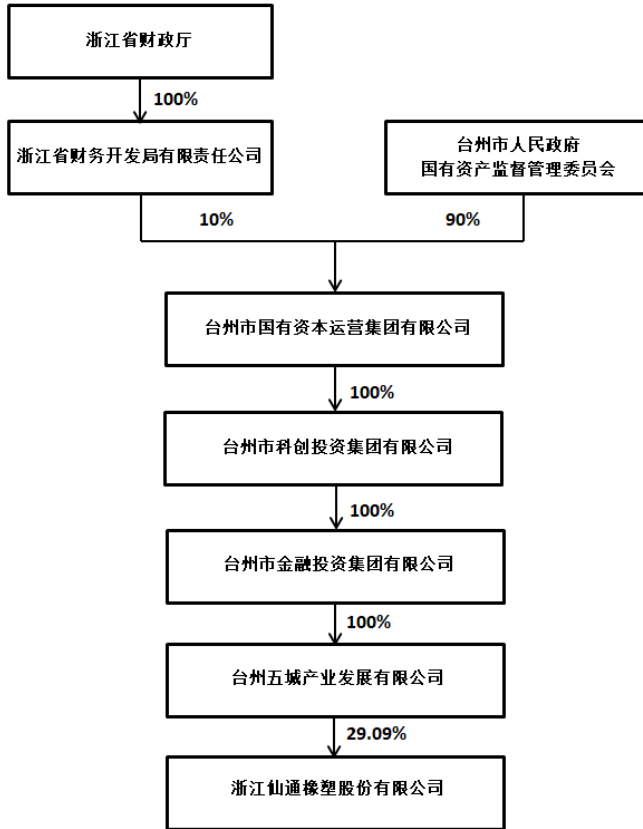 浙江省财政厅
100%
浙江省财务开发局有限责任公司
台州市人民政府
国有资产监督管理委员会
10%
90%
台州市国有资本运营集团有限公司
100%
台州市科创投资集团有限公司
100%
台州市金融投资集团有限公司
100%
台州五城产业发展有限公司
29.09%
浙江仙通橡塑股份有限公司